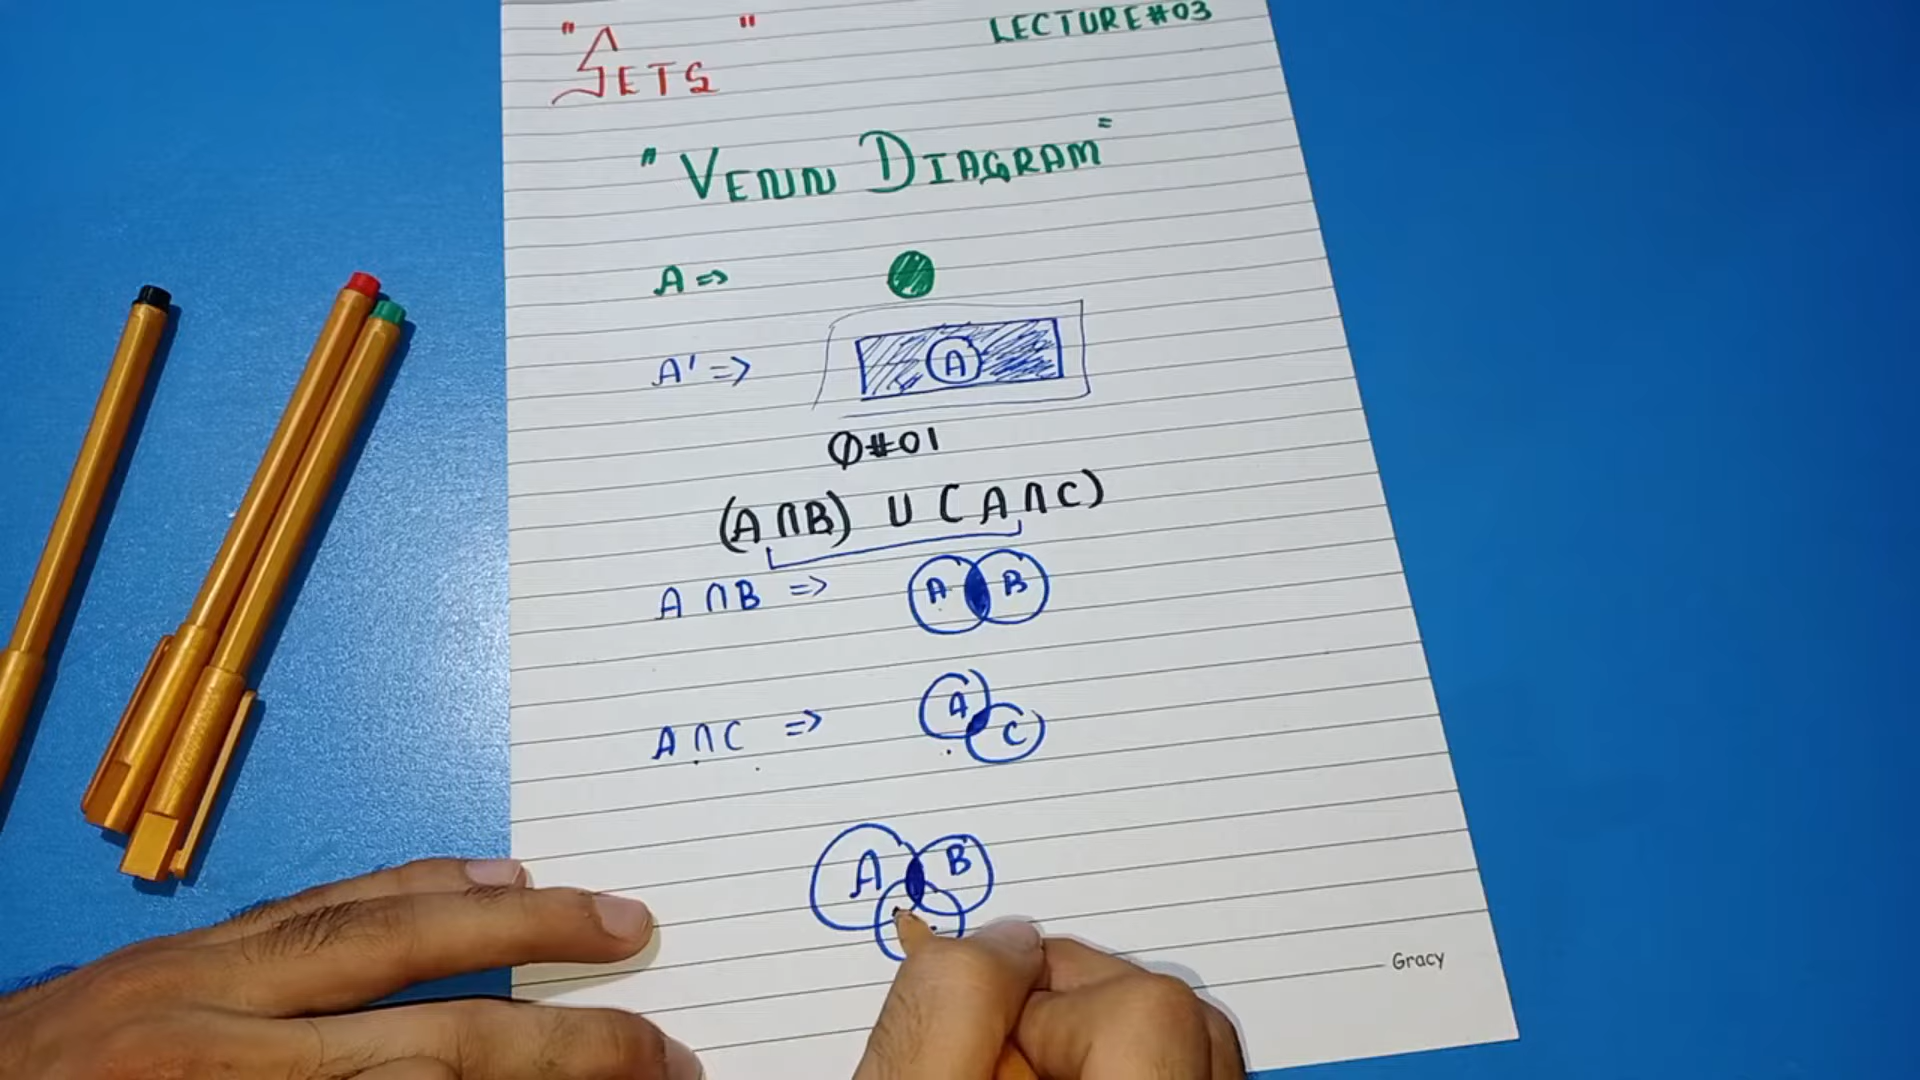 "SETS"
LECTURE#03
"VENN DIAGRAM"
A =>
A' =>
A
Q#01
(A∩B) ∪ (A∩C)
A∩B =>
A B
A∩C =>
A
C
A B
Gracy